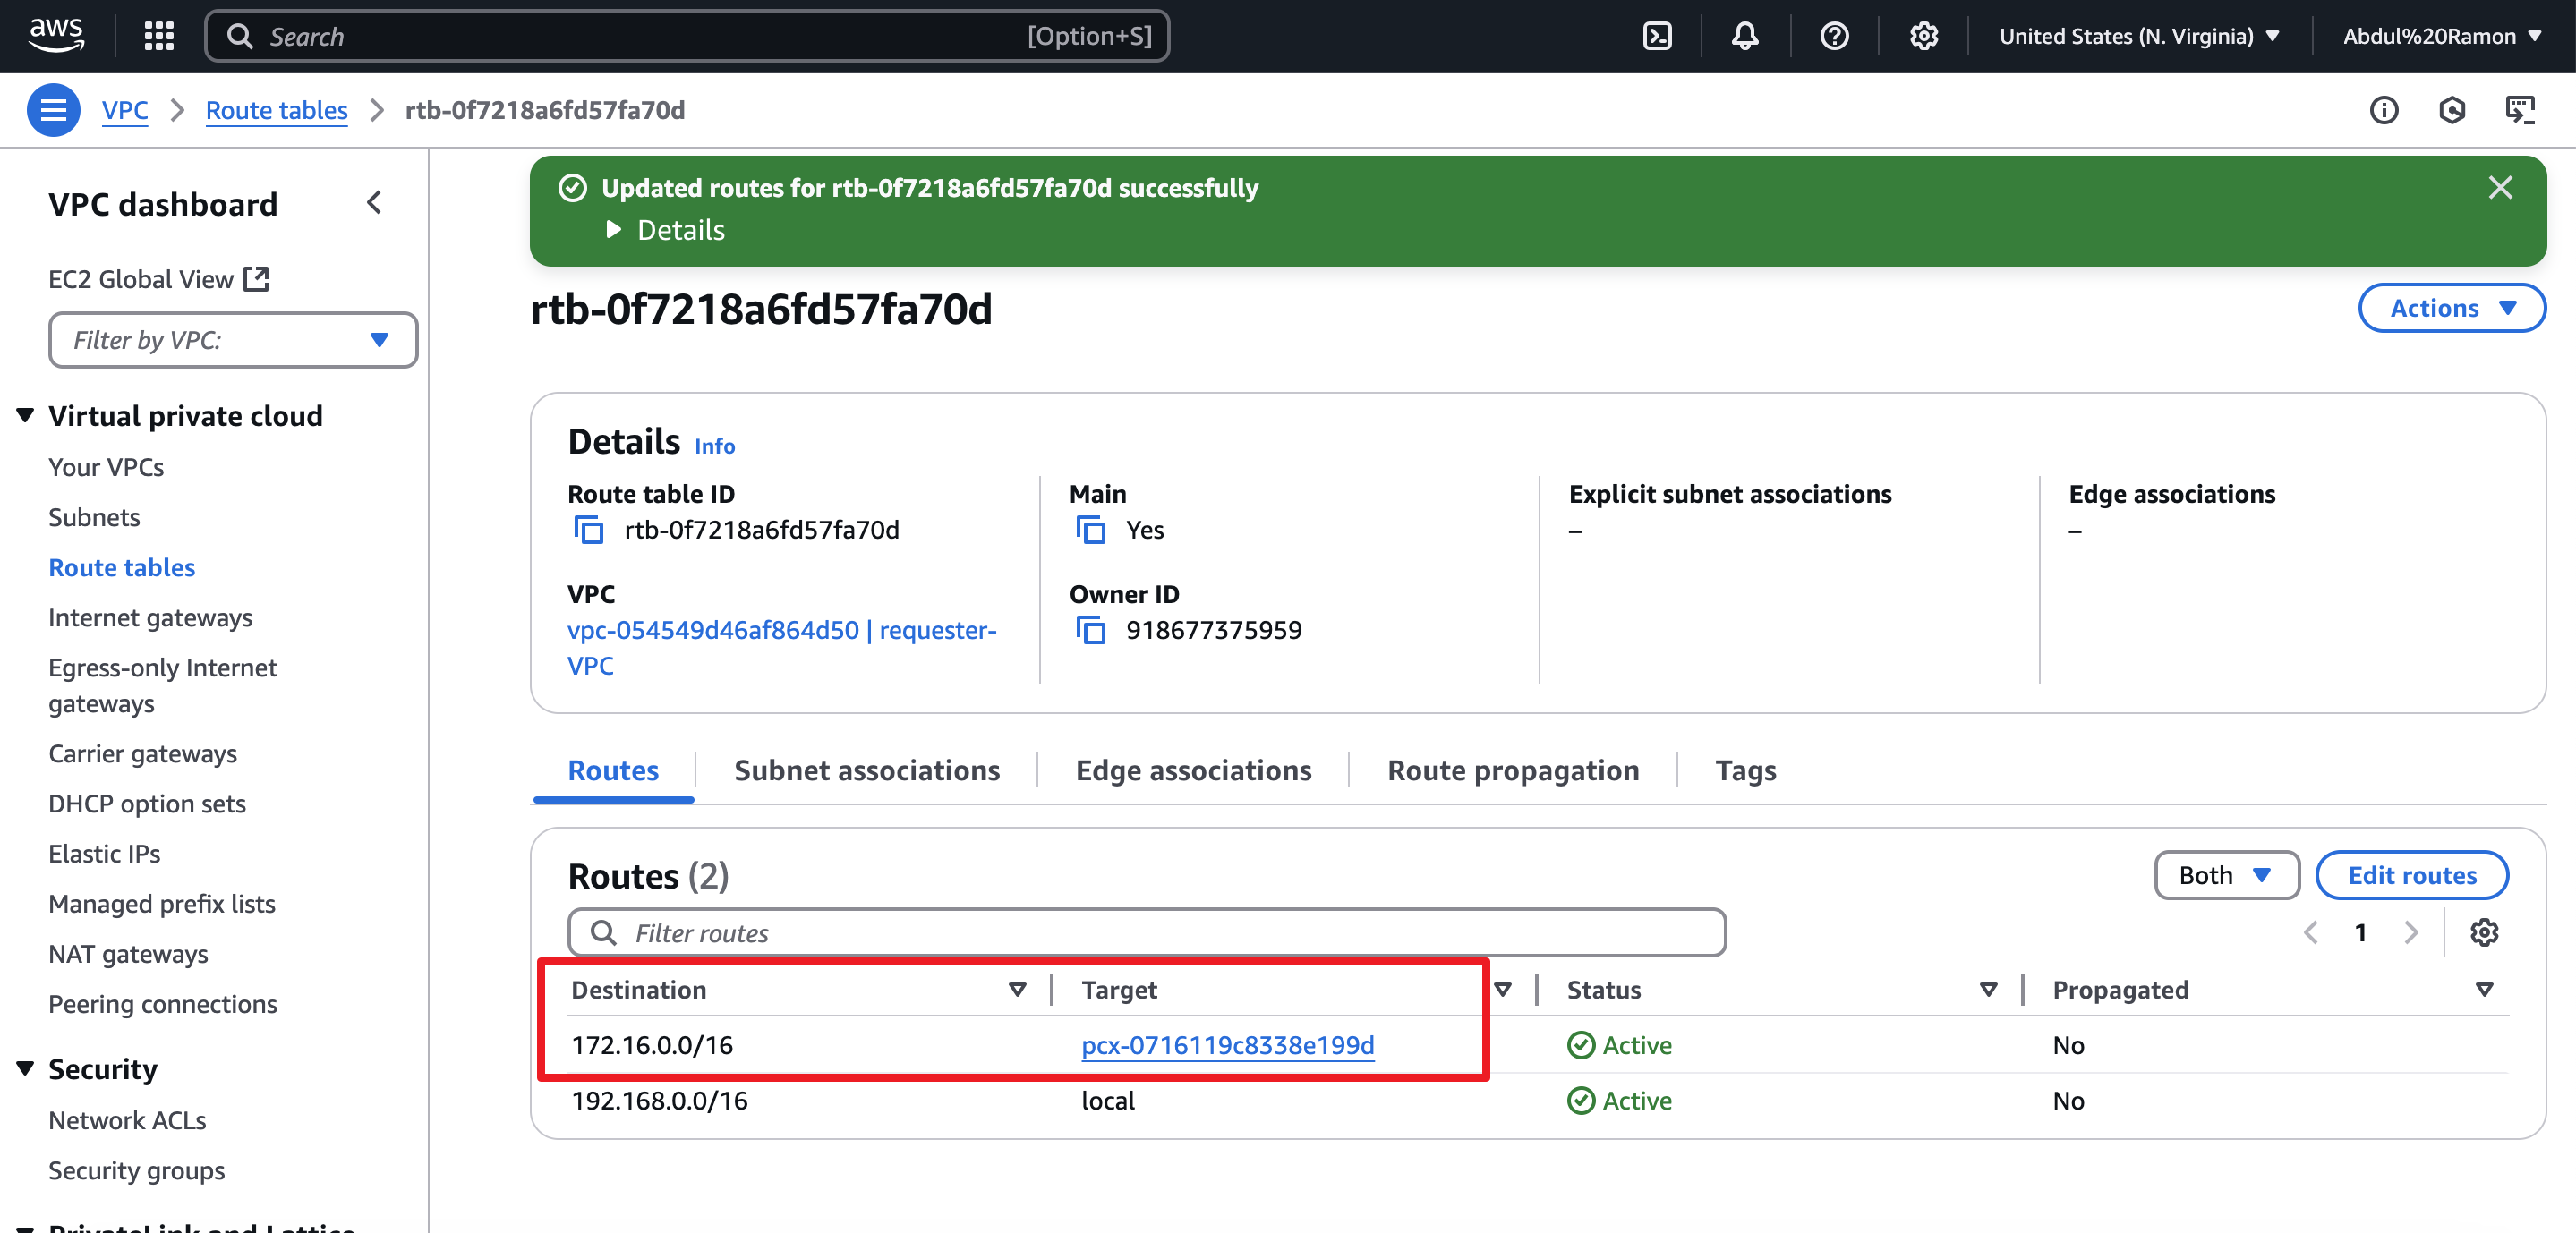 aws
Search
[Option+S]
United States (N. Virginia)
Abdul%20Ramon
VPC
Route tables
rtb-0f7218a6fd57fa70d
VPC dashboard
EC2 Global View
Filter by VPC:
Virtual private cloud
Your VPCs
Subnets
Route tables
Internet gateways
Egress-only Internet
gateways
Carrier gateways
DHCP option sets
Elastic IPs
Managed prefix lists
NAT gateways
Peering connections
Security
Network ACLs
Security groups
PrivateLink and Lattice
Updated routes for rtb-0f7218a6fd57fa70d successfully
Details
rtb-0f7218a6fd57fa70d
Actions
Details Info
Route table ID
rtb-0f7218a6fd57fa70d
Main
Yes
Explicit subnet associations
–
Edge associations
–
VPC
vpc-054549d46af864d50 | requester-
VPC
Owner ID
918677375959
Routes
Subnet associations
Edge associations
Route propagation
Tags
Routes (2)
Both
Edit routes
Filter routes
1
Destination Target Status Propagated
172.16.0.0/16 pcx-0716119c8338e199d Active No
192.168.0.0/16 local Active No